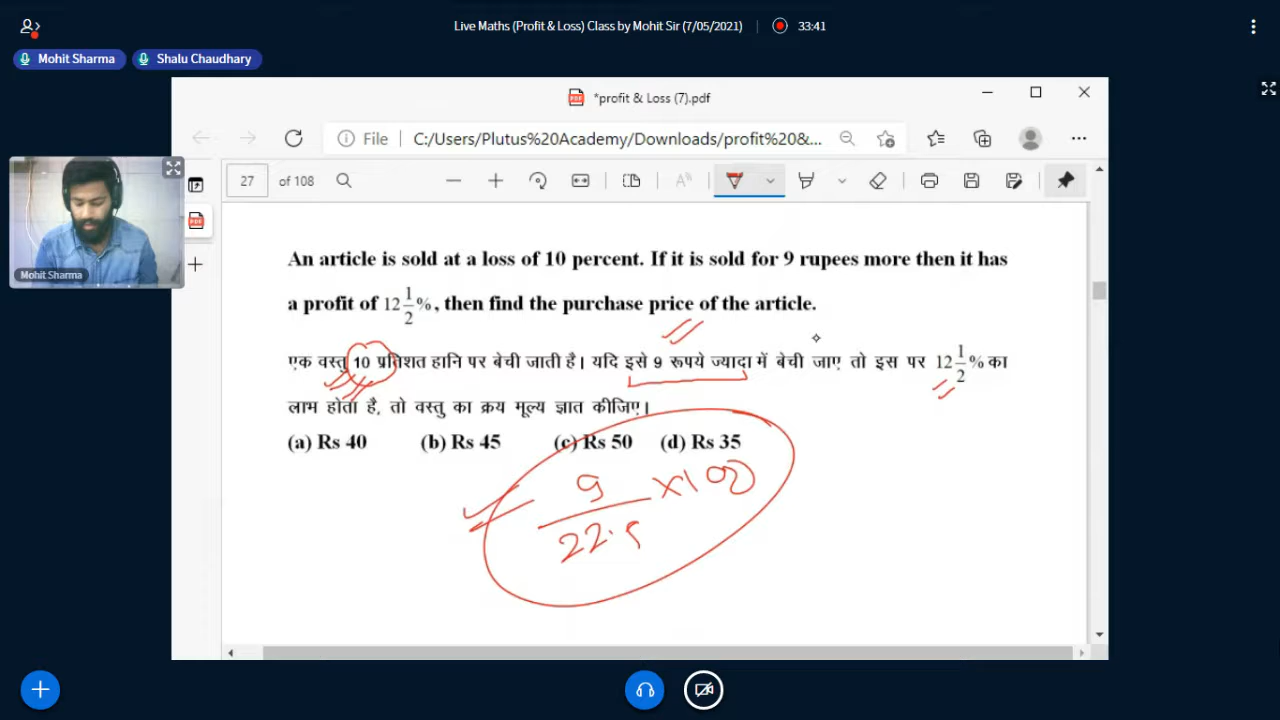 Live Maths (Profit & Loss) Class by Mohit Sir (7/05/2021)
33:41
Mohit Sharma
Shalu Chaudhary
*profit & Loss (7).pdf
File
C:/Users/Plutus%20Academy/Downloads/profit%20&...
27 of 108
Mohit Sharma
An article is sold at a loss of 10 percent. If it is sold for 9 rupees more then it has
a profit of 12 1/2 %, then find the purchase price of the article.
एक वस्तु 10 प्रतिशत हानि पर बेची जाती है। यदि इसे 9 रूपये ज्यादा में बेची जाए तो इस पर 12 1/2 % का
लाभ होता है, तो वस्तु का क्रय मूल्य ज्ञात कीजिए।
(a) Rs 40 (b) Rs 45 (c) Rs 50 (d) Rs 35
9/22.5 × 100